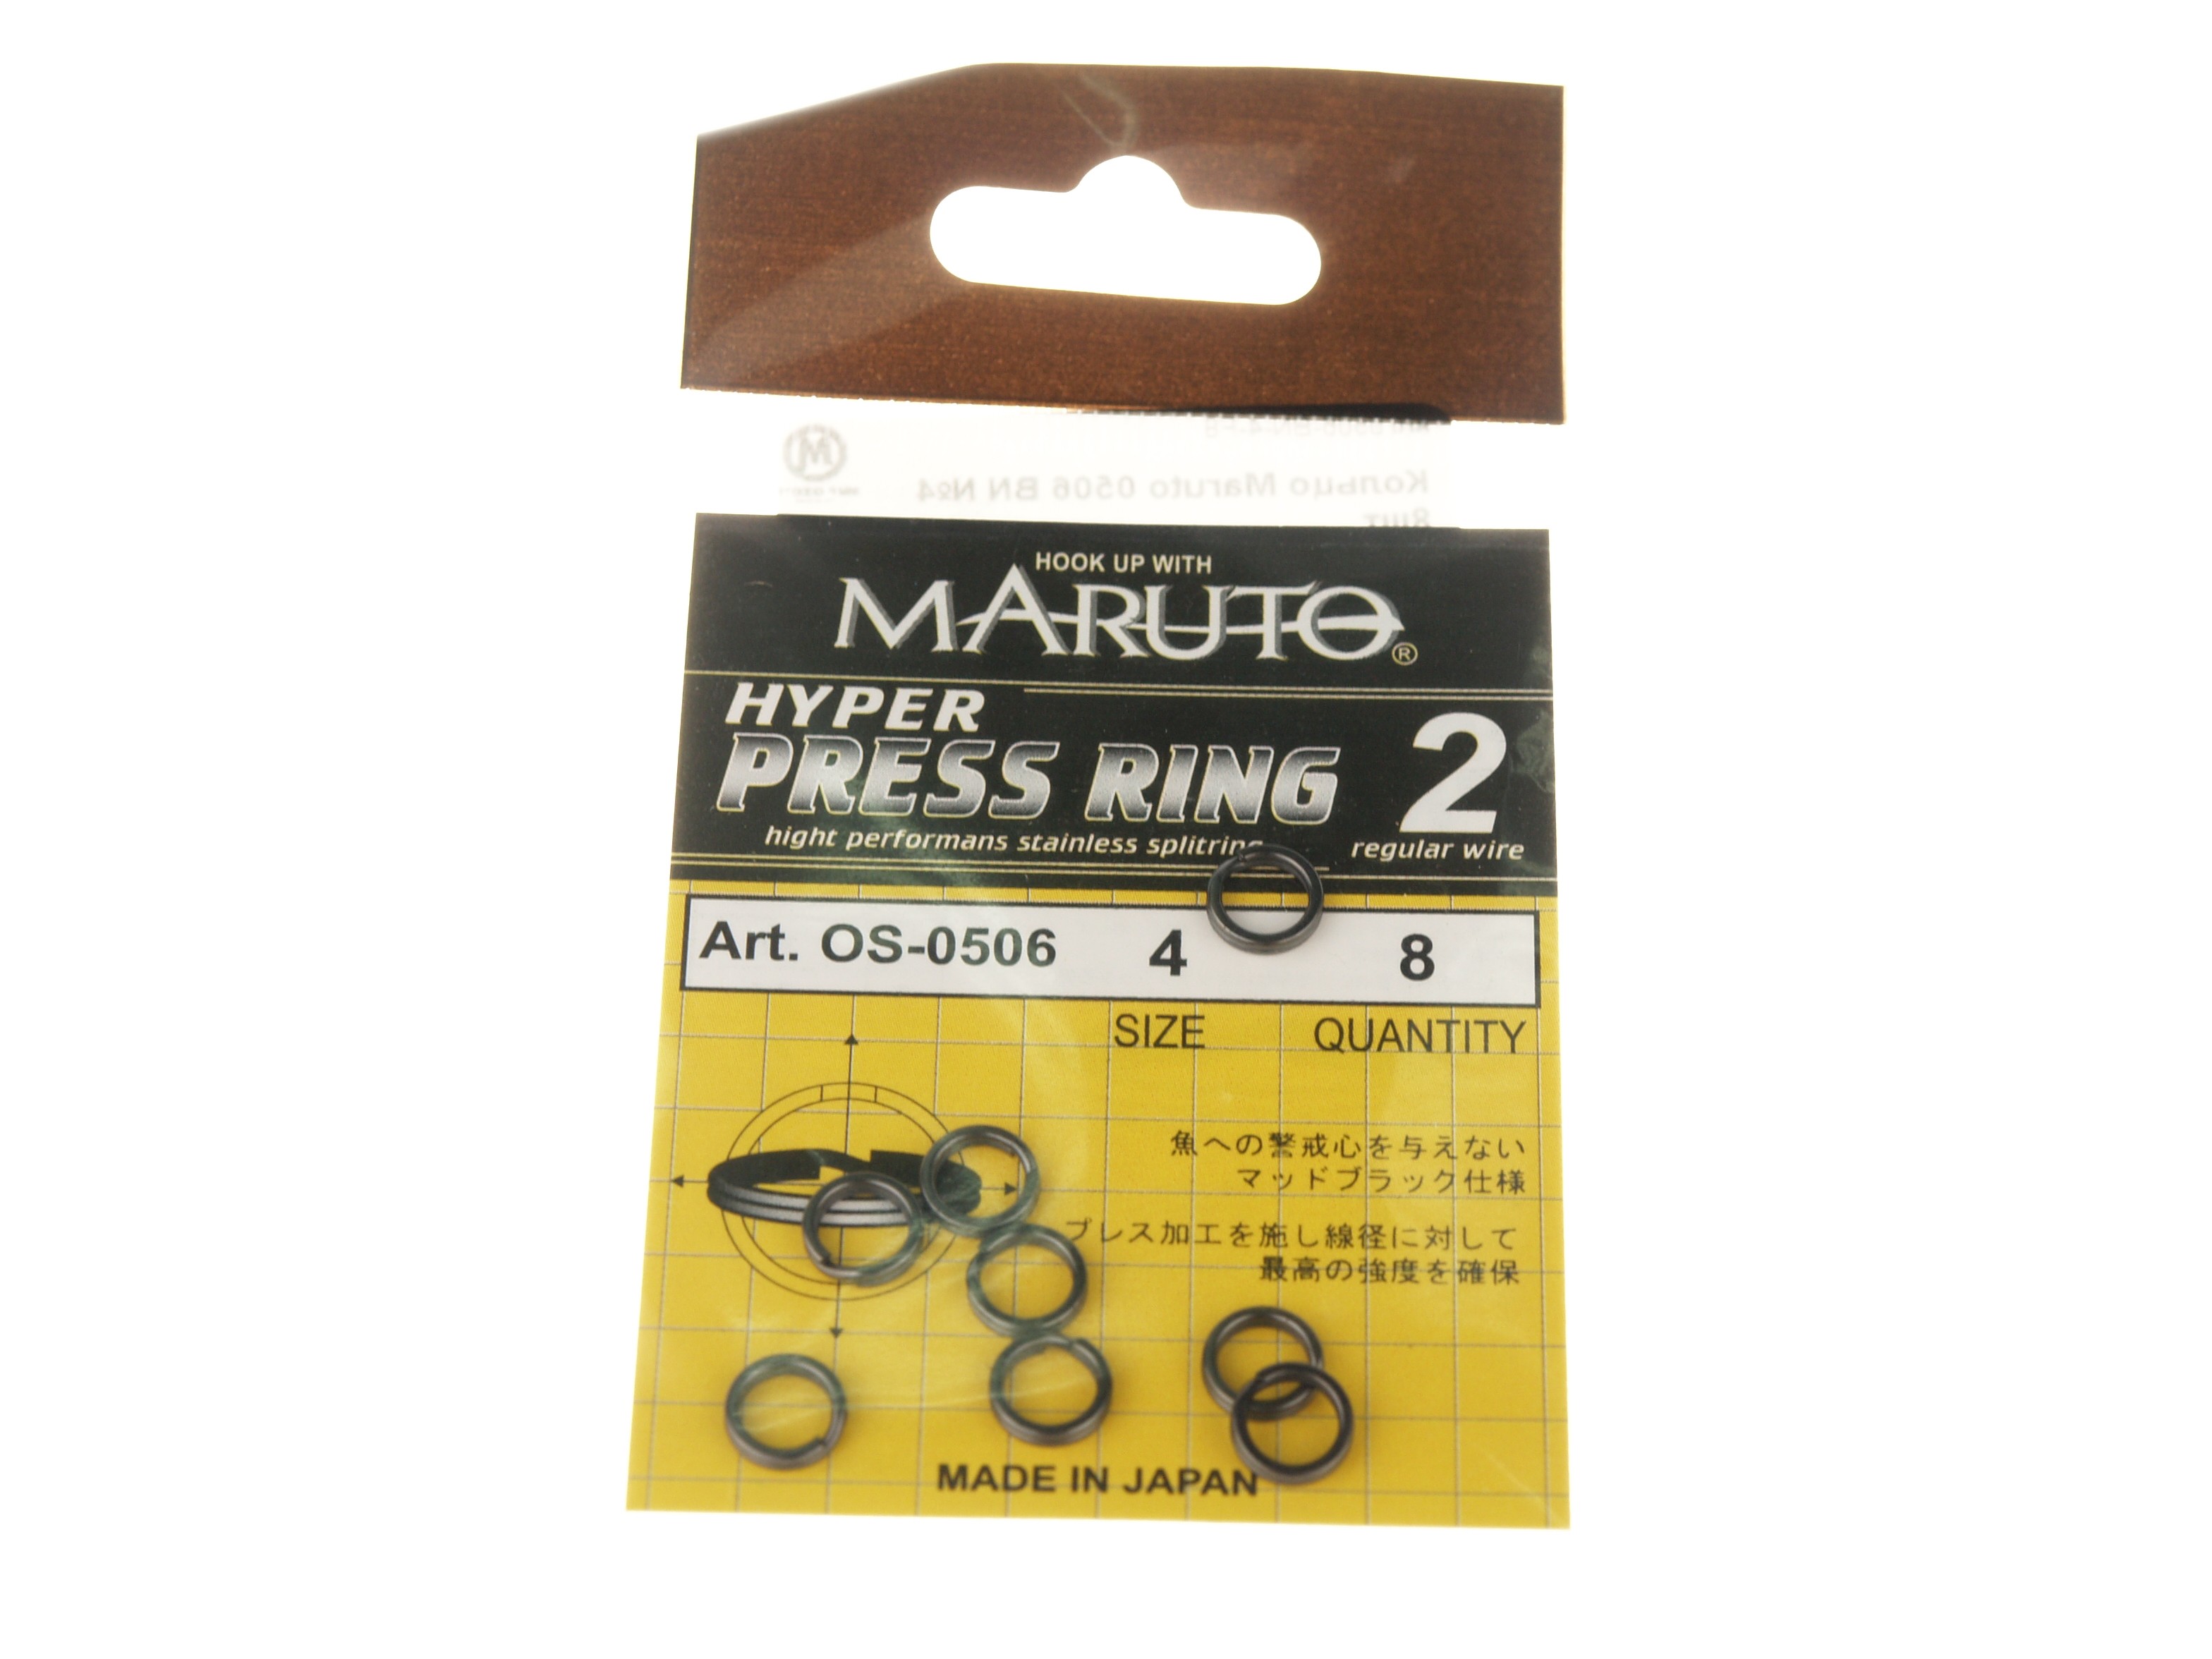 Кольцо Maruto 0506 BN №4
8шт
HOOK UP WITH
MARUTO®
HYPER
PRESS RING 2
hight performans stainless splitring regular wire
Art. OS-0506 4 8
SIZE QUANTITY
魚への警戒心を与えない
マッドブラック仕様
プレス加工を施し線径に対して
最高の強度を確保
MADE IN JAPAN